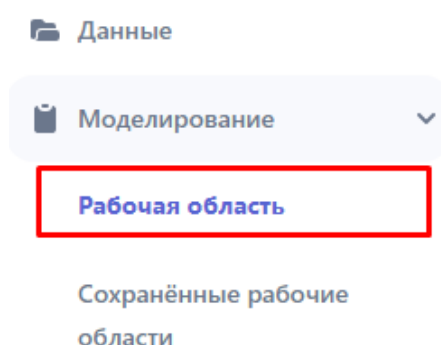 Данные
Моделирование
Рабочая область
Сохранённые рабочие
области